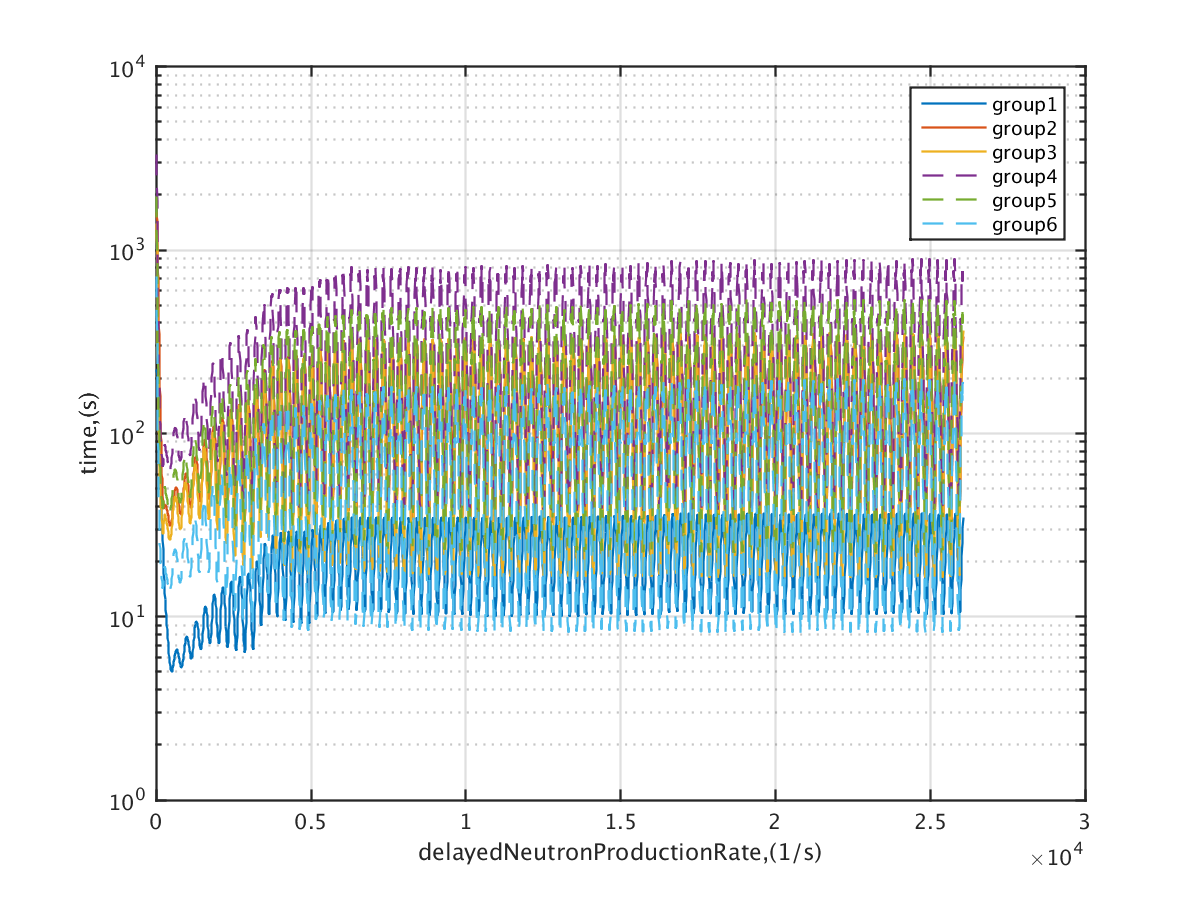 10^4
10^3
10^2
10^1
10^0
time,(s)
group1
group2
group3
group4
group5
group6
0 0.5 1 1.5 2 2.5 3
delayedNeutronProductionRate,(1/s)
×10^4